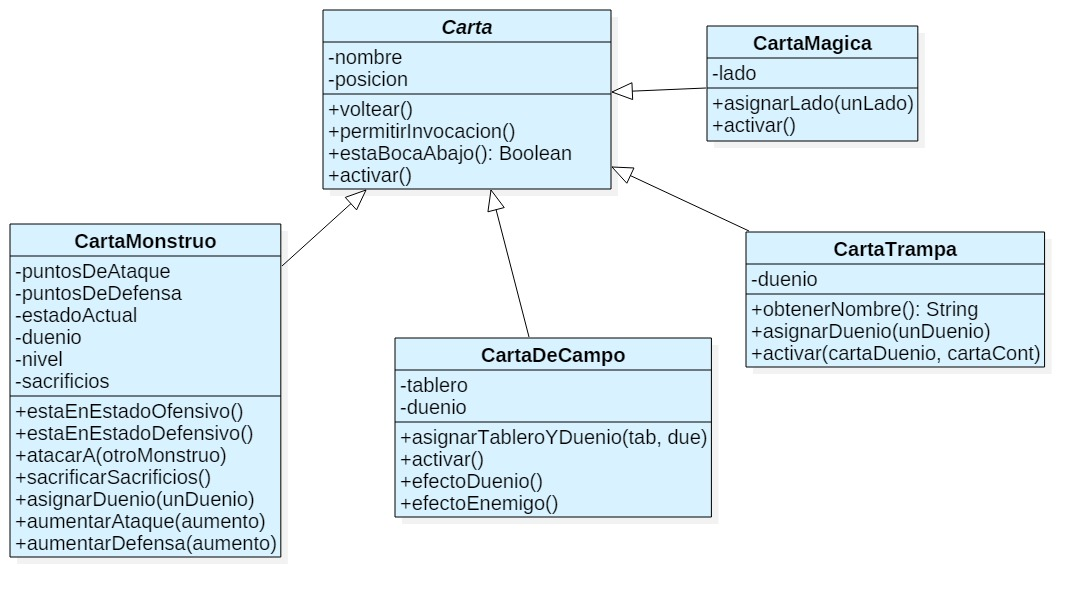 Carta
-nombre
-posicion
+voltear()
+permitirInvocacion()
+estaBocaAbajo(): Boolean
+activar()
CartaMagica
-lado
+asignarLado(unLado)
+activar()
CartaMonstruo
-puntosDeAtaque
-puntosDeDefensa
-estadoActual
-duenio
-nivel
-sacrificios
+estaEnEstadoOfensivo()
+estaEnEstadoDefensivo()
+atacarA(otroMonstruo)
+sacrificarSacrificios()
+asignarDuenio(unDuenio)
+aumentarAtaque(aumento)
+aumentarDefensa(aumento)
CartaDeCampo
-tablero
-duenio
+asignarTableroYDuenio(tab, due)
+activar()
+efectoDuenio()
+efectoEnemigo()
CartaTrampa
-duenio
+obtenerNombre(): String
+asignarDuenio(unDuenio)
+activar(cartaDuenio, cartaCont)